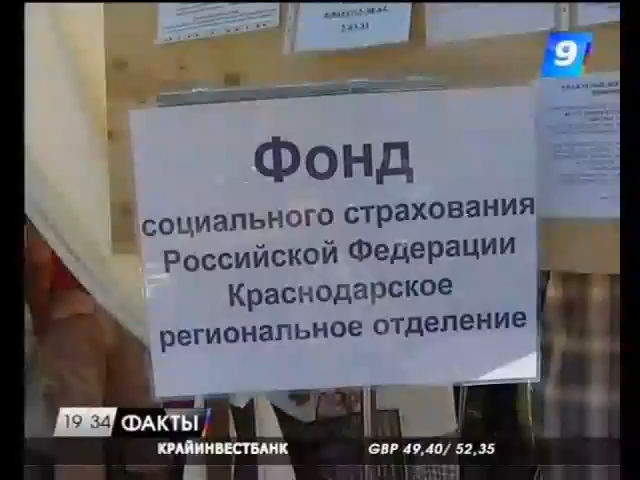 9
Фонд
социального страхования
Российской Федерации
Краснодарское
региональное отделение
19 34 ФАКТЫ
КРАЙИНВЕСТБАНК GBP 49,40/ 52,35